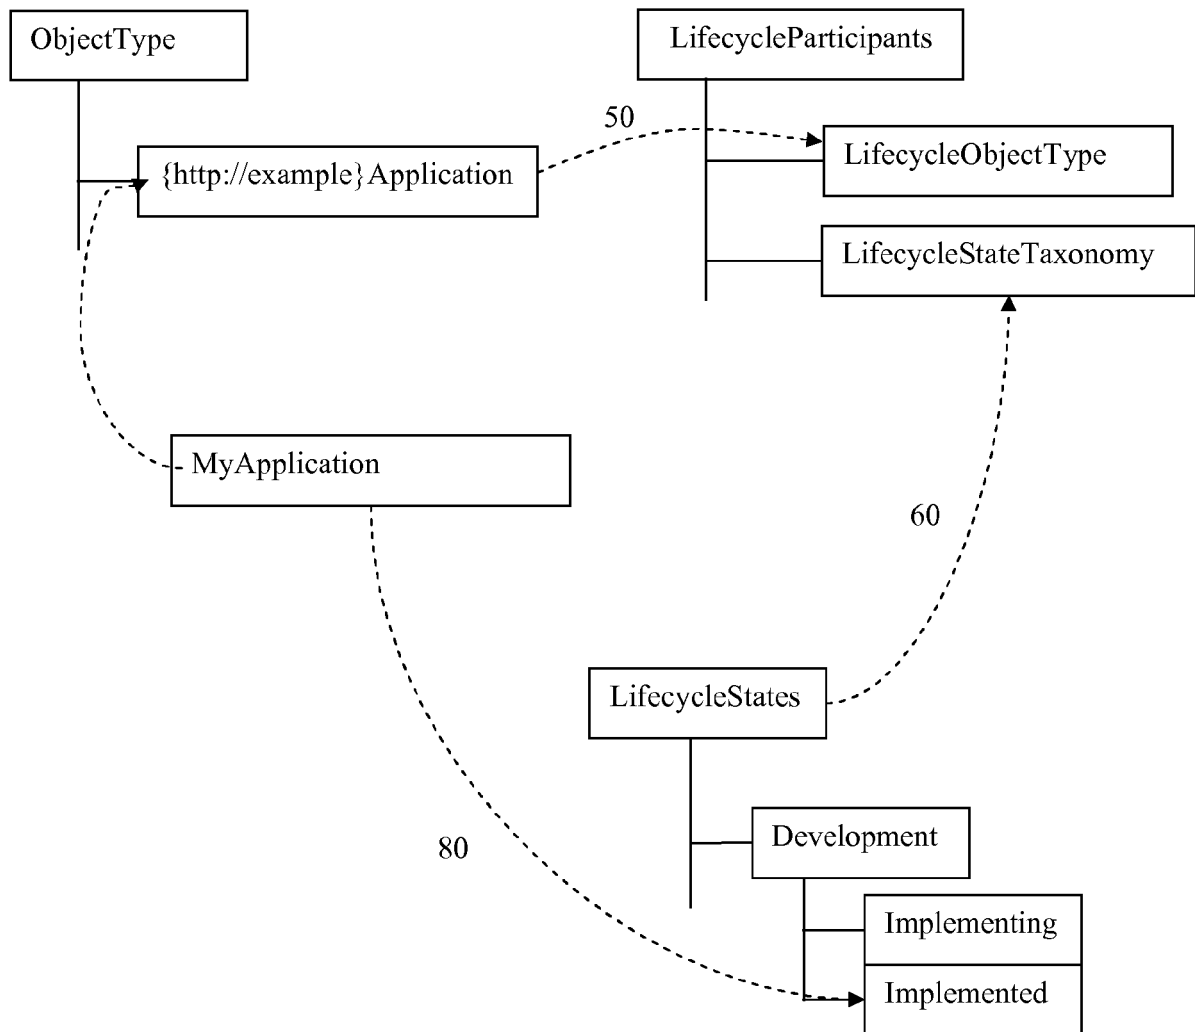 ObjectType
LifecycleParticipants
50
{http://example}Application
LifecycleObjectType
LifecycleStateTaxonomy
MyApplication
60
LifecycleStates
80
Development
Implementing
Implemented